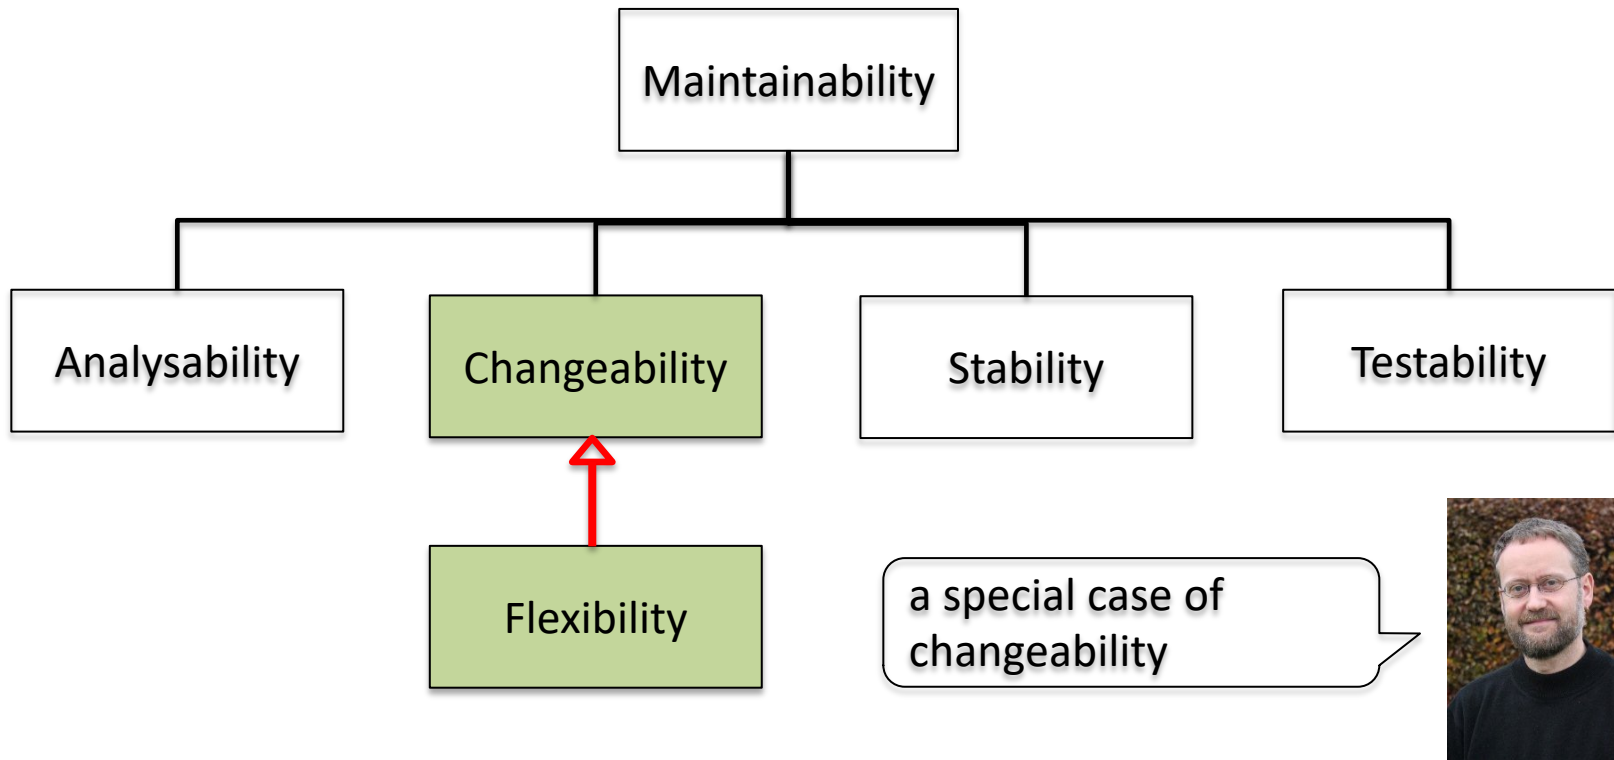 Maintainability
Analysability
Changeability
Stability
Testability
Flexibility
a special case of
changeability